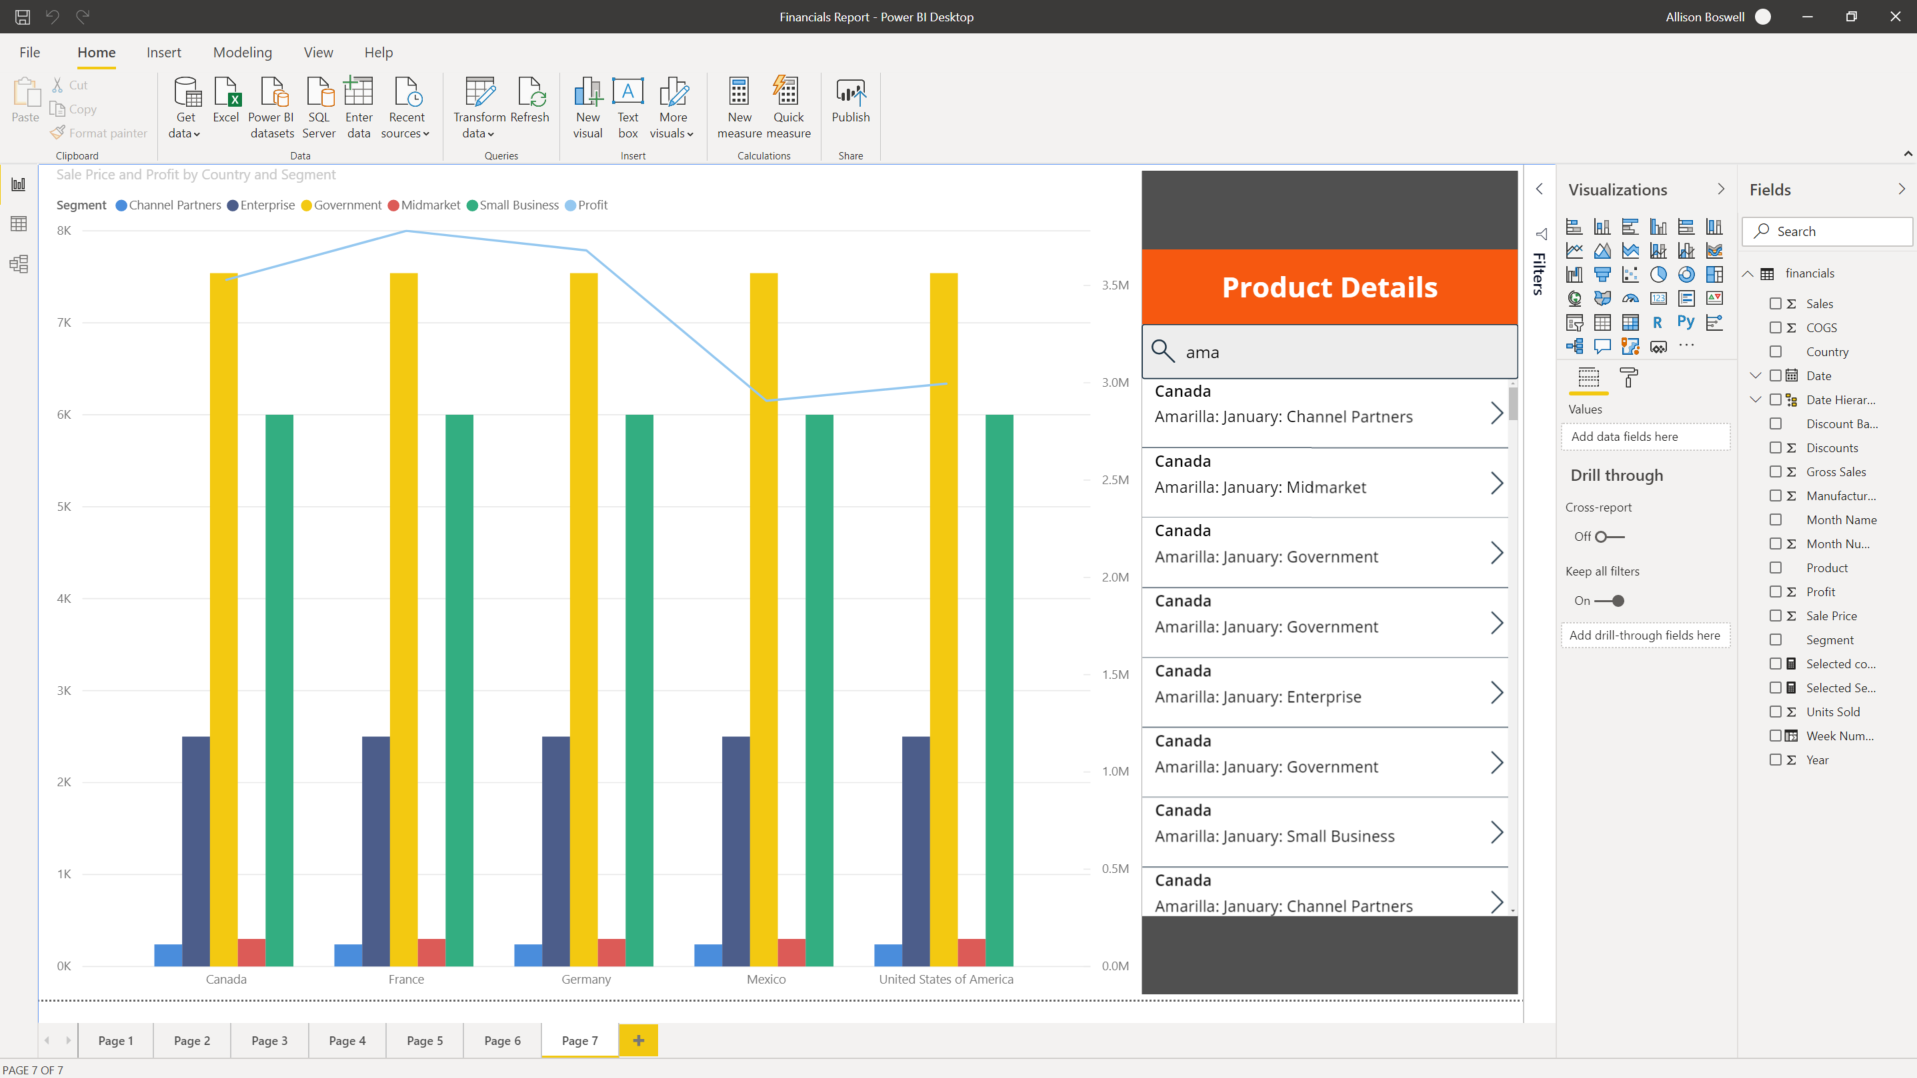 Financials Report - Power BI Desktop
Allison Boswell
File Home Insert Modeling View Help
Paste
Cut
Copy
Format painter
Clipboard
Get data
Excel
Power BI datasets
SQL Server
Enter data
Recent sources
Data
Transform data
Refresh
Queries
New visual
Text box
More visuals
Insert
New measure
Quick measure
Calculations
Publish
Share
Sale Price and Profit by Country and Segment
Segment Channel Partners Enterprise Government Midmarket Small Business Profit
8K
7K
6K
5K
4K
3K
2K
1K
0K
3.5M
3.0M
2.5M
2.0M
1.5M
1.0M
0.5M
0.0M
Canada France Germany Mexico United States of America
Product Details
ama
Canada
Amarilla: January: Channel Partners
Canada
Amarilla: January: Midmarket
Canada
Amarilla: January: Government
Canada
Amarilla: January: Government
Canada
Amarilla: January: Enterprise
Canada
Amarilla: January: Government
Canada
Amarilla: January: Small Business
Canada
Amarilla: January: Channel Partners
Filters
Visualizations
123
R
Py
Values
Add data fields here
Drill through
Cross-report
Off
Keep all filters
On
Add drill-through fields here
Fields
Search
financials
Sales
COGS
Country
Date
Date Hierar...
Discount Ba...
Discounts
Gross Sales
Manufactur...
Month Name
Month Nu...
Product
Profit
Sale Price
Segment
Selected co...
Selected Se...
Units Sold
Week Num...
Year
Page 1 Page 2 Page 3 Page 4 Page 5 Page 6 Page 7 +
PAGE 7 OF 7